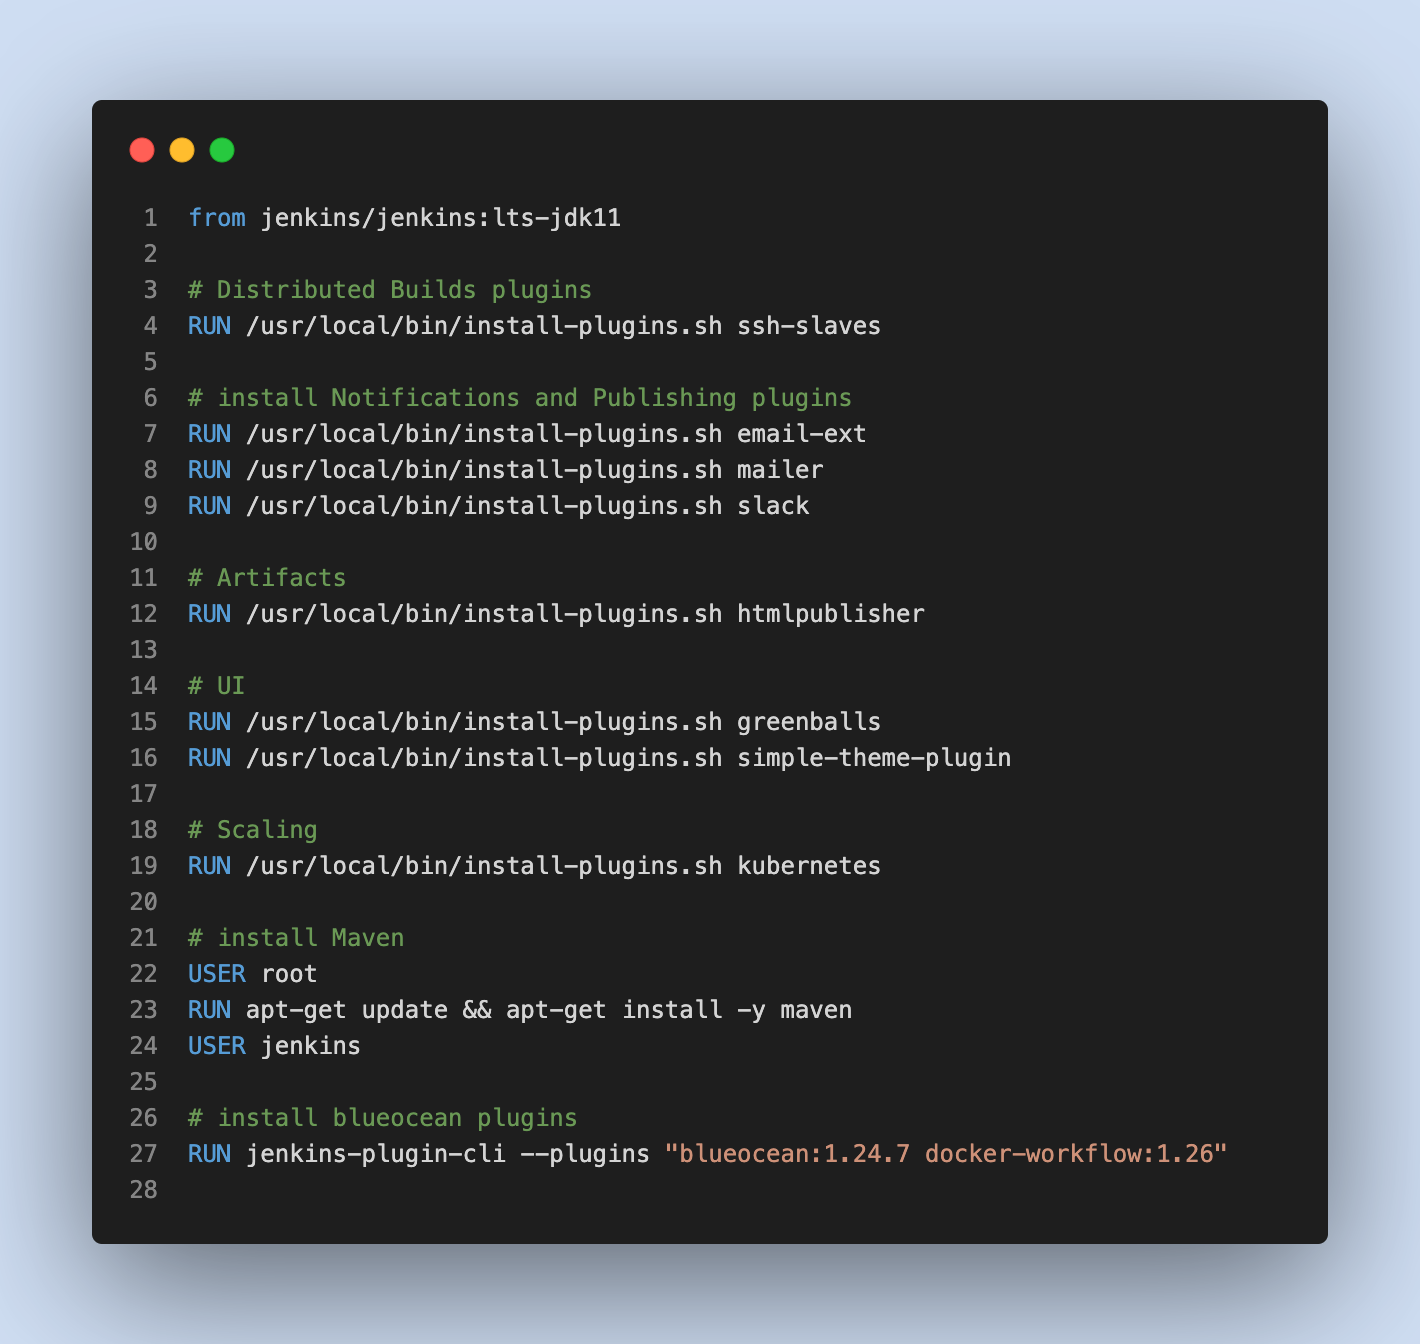 1 from jenkins/jenkins:lts-jdk11
2
3 # Distributed Builds plugins
4 RUN /usr/local/bin/install-plugins.sh ssh-slaves
5
6 # install Notifications and Publishing plugins
7 RUN /usr/local/bin/install-plugins.sh email-ext
8 RUN /usr/local/bin/install-plugins.sh mailer
9 RUN /usr/local/bin/install-plugins.sh slack
10
11 # Artifacts
12 RUN /usr/local/bin/install-plugins.sh htmlpublisher
13
14 # UI
15 RUN /usr/local/bin/install-plugins.sh greenballs
16 RUN /usr/local/bin/install-plugins.sh simple-theme-plugin
17
18 # Scaling
19 RUN /usr/local/bin/install-plugins.sh kubernetes
20
21 # install Maven
22 USER root
23 RUN apt-get update && apt-get install -y maven
24 USER jenkins
25
26 # install blueocean plugins
27 RUN jenkins-plugin-cli --plugins "blueocean:1.24.7 docker-workflow:1.26"
28